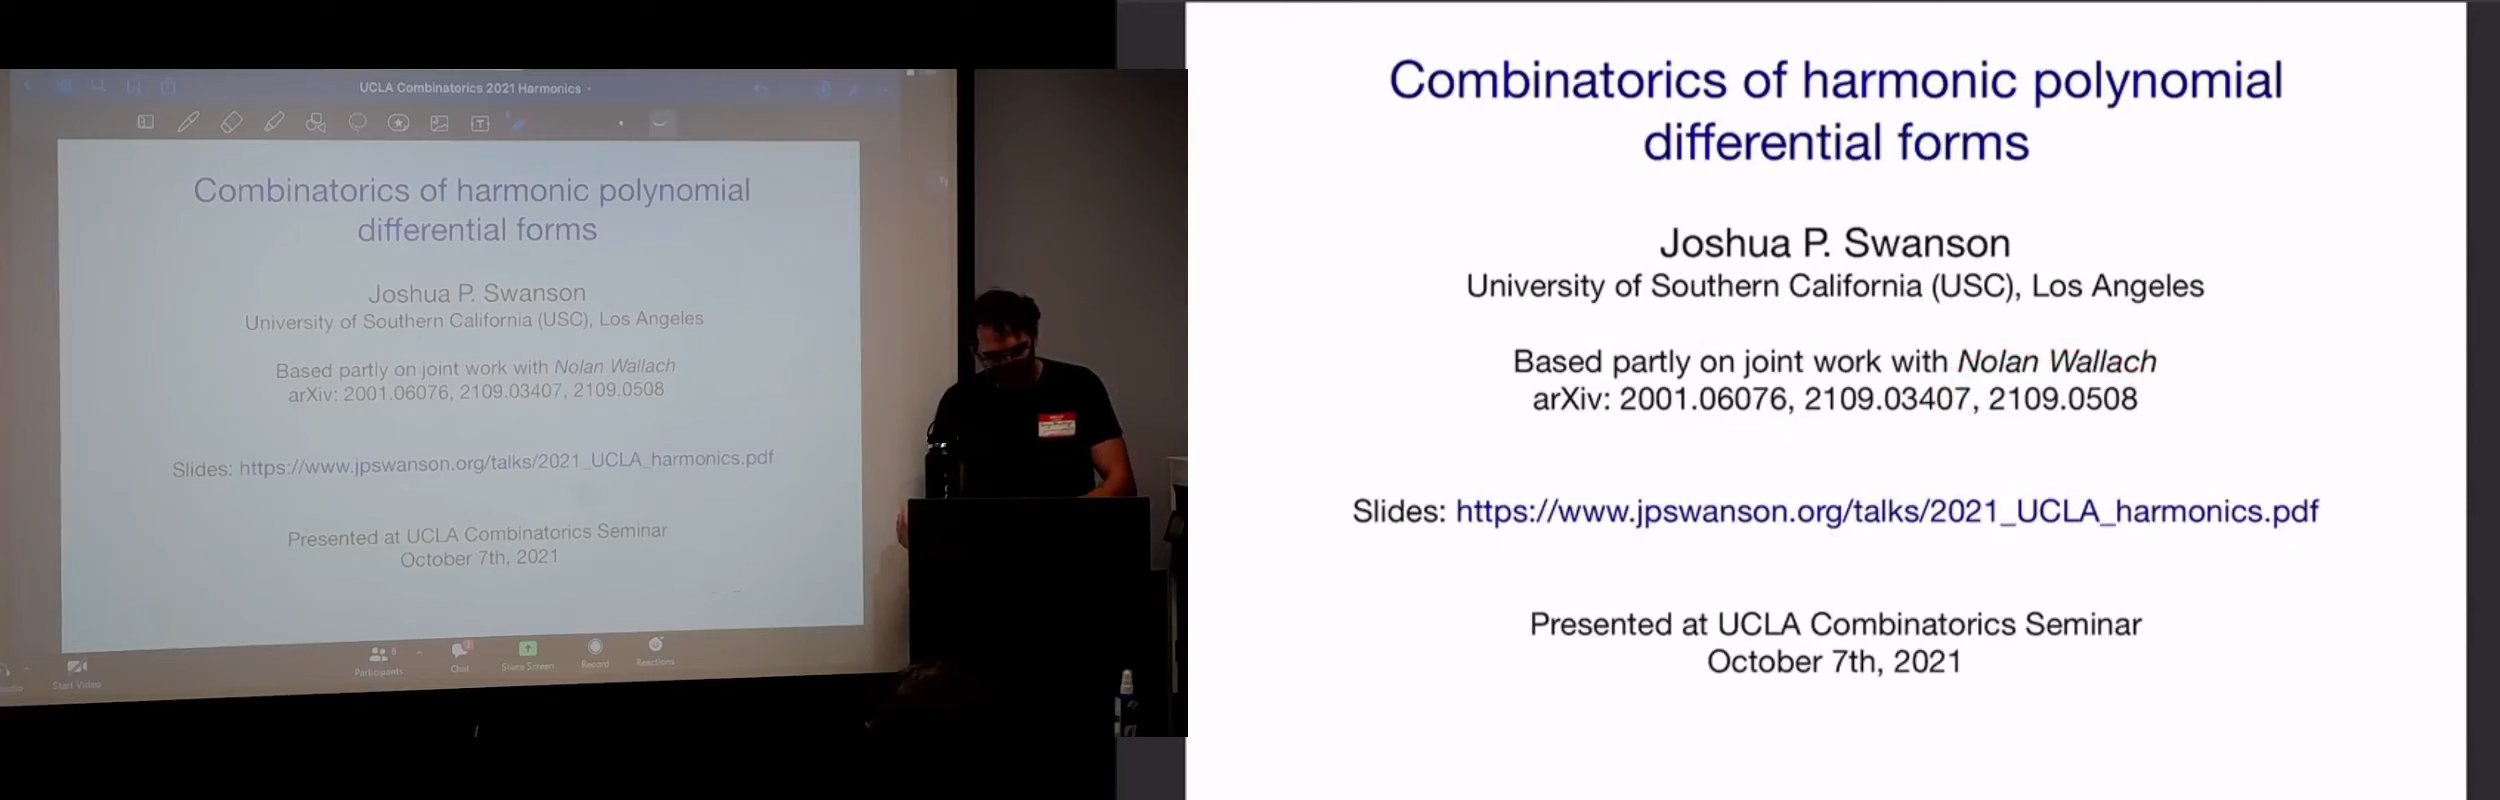 UCLA Combinatorics 2021 Harmonics
Combinatorics of harmonic polynomial
differential forms
Joshua P. Swanson
University of Southern California (USC), Los Angeles
Based partly on joint work with Nolan Wallach
arXiv: 2001.06076, 2109.03407, 2109.0508
Slides: https://www.jpswanson.org/talks/2021_UCLA_harmonics.pdf
Presented at UCLA Combinatorics Seminar
October 7th, 2021
Start Video
Participants
8
Chat
Share Screen
Record
Reactions
Combinatorics of harmonic polynomial
differential forms
Joshua P. Swanson
University of Southern California (USC), Los Angeles
Based partly on joint work with Nolan Wallach
arXiv: 2001.06076, 2109.03407, 2109.0508
Slides: https://www.jpswanson.org/talks/2021_UCLA_harmonics.pdf
Presented at UCLA Combinatorics Seminar
October 7th, 2021